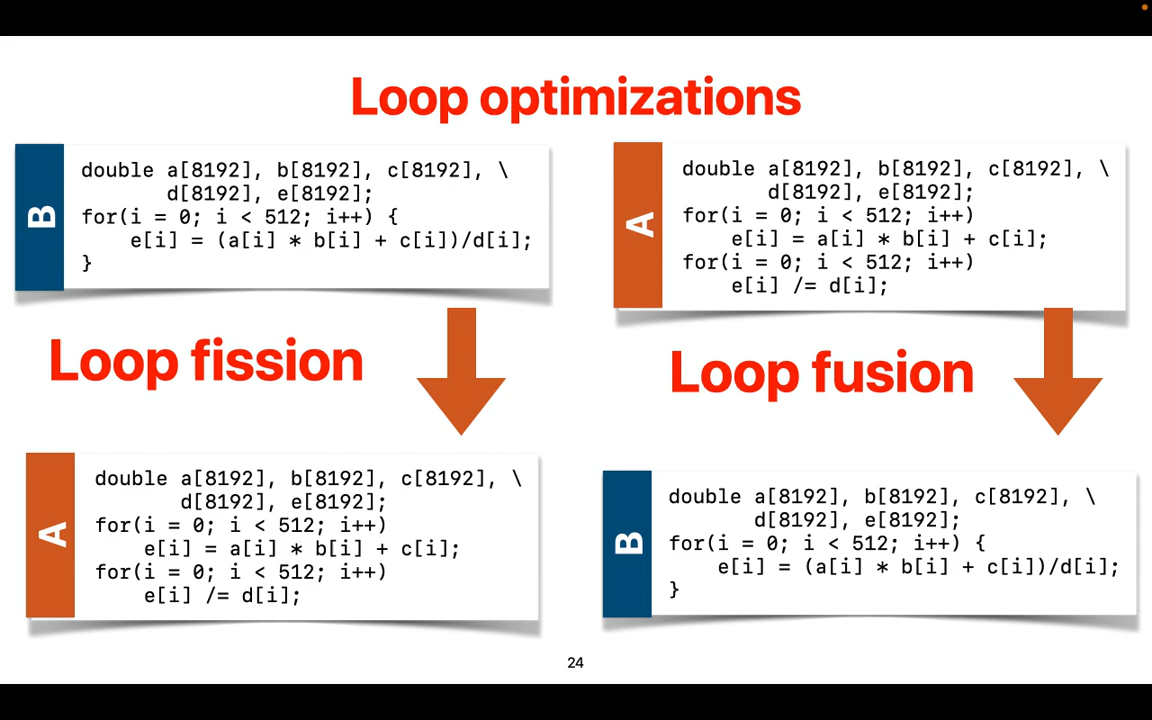 Loop optimizations
B
double a[8192], b[8192], c[8192], \
d[8192], e[8192];
for(i = 0; i < 512; i++) {
e[i] = (a[i] * b[i] + c[i])/d[i];
}
A
double a[8192], b[8192], c[8192], \
d[8192], e[8192];
for(i = 0; i < 512; i++)
e[i] = a[i] * b[i] + c[i];
for(i = 0; i < 512; i++)
e[i] /= d[i];
Loop fission
Loop fusion
A
double a[8192], b[8192], c[8192], \
d[8192], e[8192];
for(i = 0; i < 512; i++)
e[i] = a[i] * b[i] + c[i];
for(i = 0; i < 512; i++)
e[i] /= d[i];
B
double a[8192], b[8192], c[8192], \
d[8192], e[8192];
for(i = 0; i < 512; i++) {
e[i] = (a[i] * b[i] + c[i])/d[i];
}
24